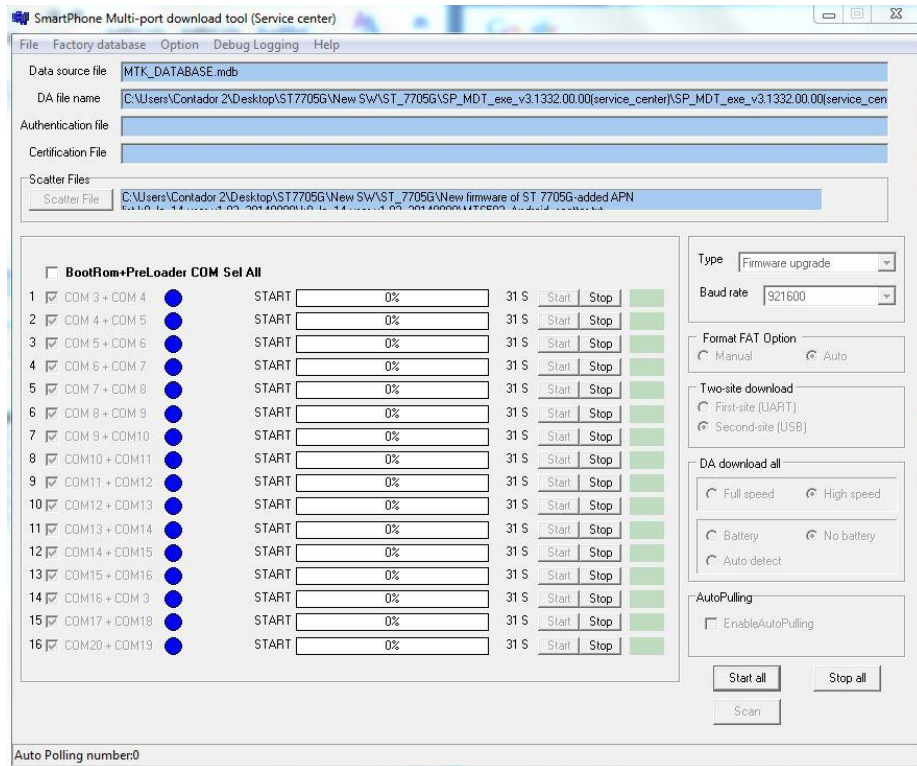 SmartPhone Multi-port download tool (Service center)
File Factory database Option Debug Logging Help
Data source file MTK_DATABASE.mdb
DA file name C:\Users\Contador 2\Desktop\ST7705G\New SW\ST_7705G\SP_MDT_exe_v3.1332.00.00(service_center)\SP_MDT_exe_v3.1332.00.00(service_cen
Authentication file
Certification File
Scatter Files
Scatter File C:\Users\Contador 2\Desktop\ST7705G\New SW\ST_7705G\New firmware of ST 7705G-added APN
BootRom+PreLoader COM Sel All
1 COM 3 + COM 4 START 0% 31 S Start Stop
2 COM 4 + COM 5 START 0% 31 S Start Stop
3 COM 5 + COM 6 START 0% 31 S Start Stop
4 COM 6 + COM 7 START 0% 31 S Start Stop
5 COM 7 + COM 8 START 0% 31 S Start Stop
6 COM 8 + COM 9 START 0% 31 S Start Stop
7 COM 9 + COM10 START 0% 31 S Start Stop
8 COM10 + COM11 START 0% 31 S Start Stop
9 COM11 + COM12 START 0% 31 S Start Stop
10 COM12 + COM13 START 0% 31 S Start Stop
11 COM13 + COM14 START 0% 31 S Start Stop
12 COM14 + COM15 START 0% 31 S Start Stop
13 COM15 + COM16 START 0% 31 S Start Stop
14 COM16 + COM 3 START 0% 31 S Start Stop
15 COM17 + COM18 START 0% 31 S Start Stop
16 COM20 + COM19 START 0% 31 S Start Stop
Type Firmware upgrade
Baud rate 921600
Format FAT Option
Manual Auto
Two-site download
First-site (UART)
Second-site (USB)
DA download all
Full speed High speed
Battery No battery
Auto detect
AutoPulling
EnableAutoPulling
Start all Stop all
Scan
Auto Polling number:0